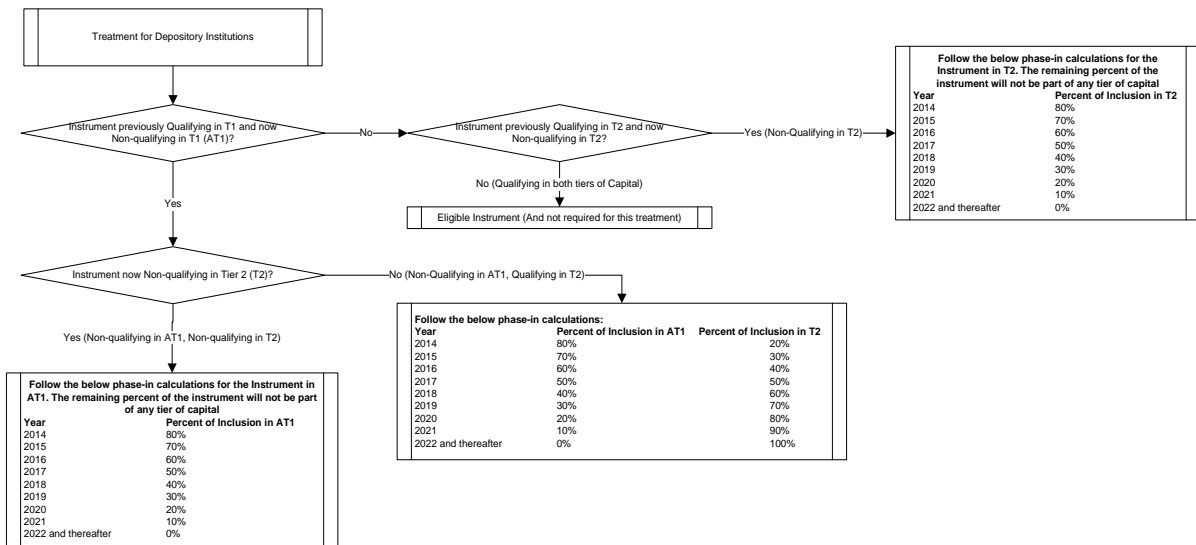 Treatment for Depository Institutions
Instrument previously Qualifying in T1 and now
Non-qualifying in T1 (AT1)?
No
Instrument previously Qualifying in T2 and now
Non-qualifying in T2?
Yes (Non-Qualifying in T2)
Follow the below phase-in calculations for the
Instrument in T2. The remaining percent of the
instrument will not be part of any tier of capital
Year Percent of Inclusion in T2
2014 80%
2015 70%
2016 60%
2017 50%
2018 40%
2019 30%
2020 20%
2021 10%
2022 and thereafter 0%
No (Qualifying in both tiers of Capital)
Eligible Instrument (And not required for this treatment)
Yes
Instrument now Non-qualifying in Tier 2 (T2)?
No (Non-Qualifying in AT1, Qualifying in T2)
Follow the below phase-in calculations:
Year Percent of Inclusion in AT1 Percent of Inclusion in T2
2014 80% 20%
2015 70% 30%
2016 60% 40%
2017 50% 50%
2018 40% 60%
2019 30% 70%
2020 20% 80%
2021 10% 90%
2022 and thereafter 0% 100%
Yes (Non-qualifying in AT1, Non-qualifying in T2)
Follow the below phase-in calculations for the Instrument in
AT1. The remaining percent of the instrument will not be part
of any tier of capital
Year Percent of Inclusion in AT1
2014 80%
2015 70%
2016 60%
2017 50%
2018 40%
2019 30%
2020 20%
2021 10%
2022 and thereafter 0%